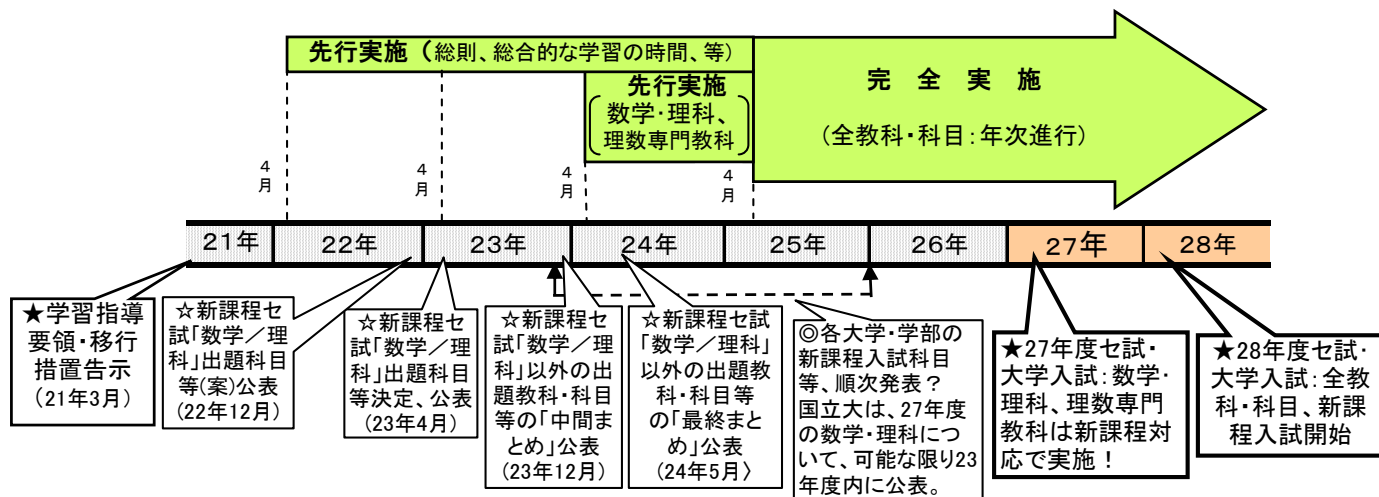 先行実施（総則、総合的な学習の時間、等）
先行実施
数学・理科、
理数専門教科
完 全 実 施
（全教科・科目：年次進行）
４月
４月
４月
４月
２１年
２２年
２３年
２４年
２５年
２６年
２７年
２８年
★学習指導
要領・移行
措置告示
（21年３月）
☆新課程セ
試「数学／理
科」出題科目
等(案)公表
（22年12月）
☆新課程セ
試「数学／理
科」出題科目
等決定、公表
（23年４月）
☆新課程セ
試「数学／理
科」以外の出
題教科・科目
等の「中間ま
とめ」公表
（23年12月）
☆新課程セ試
「数学／理科」
以外の出題教
科・科目等
の「最終まと
め」公表
（24年５月〉
◎各大学・学部の
新課程入試科目
等、順次発表？
国立大は、27年度
の数学・理科につ
いて、可能な限り23
年度内に公表。
★27年度セ試・
大学入試：数学・
理科、理数専門
教科は新課程対
応で実施！
★28年度セ試・
大学入試：全教
科・科目、新課
程入試開始